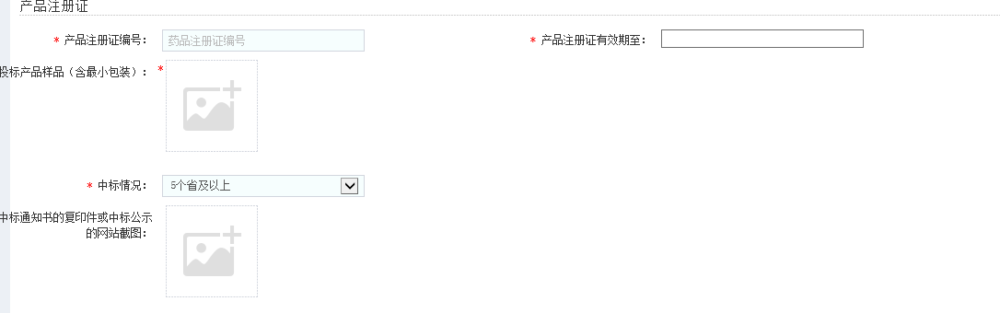 产品注册证
* 产品注册证编号： 药品注册证编号 * 产品注册证有效期至：
投标产品样品（含最小包装）： *
* 中标情况： 5个省及以上
中标通知书的复印件或中标公示
的网站截图：